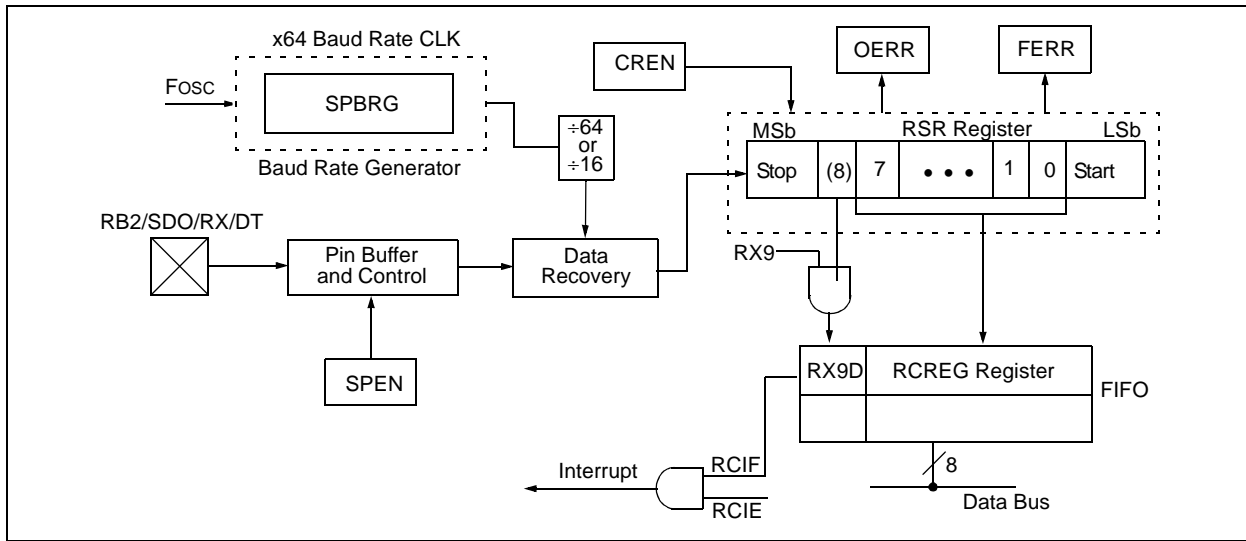 x64 Baud Rate CLK
FOSC
SPBRG
Baud Rate Generator
÷64
or
÷16
CREN
OERR
FERR
MSb
RSR Register
LSb
Stop
(8)
7
• • •
1
0
Start
RB2/SDO/RX/DT
Pin Buffer
and Control
Data
Recovery
SPEN
RX9
RX9D
RCREG Register
FIFO
Interrupt
RCIF
RCIE
8
Data Bus